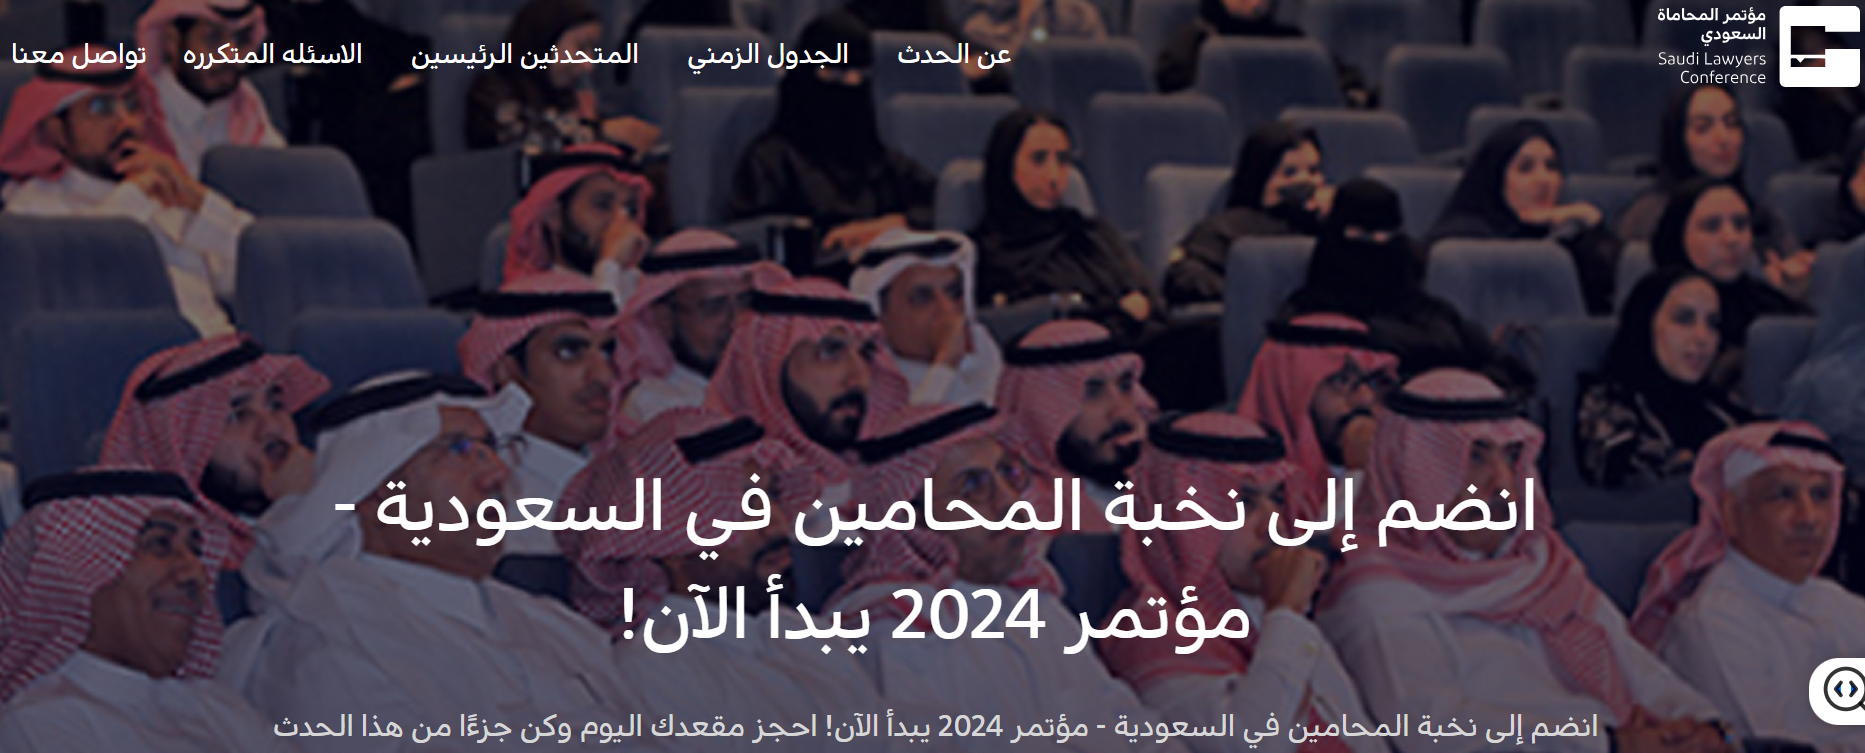 مؤتمر المحاماة
السعودي
Saudi Lawyers
Conference
عن الحدث
الجدول الزمني
المتحدثين الرئيسين
الاسئله المتكرره
تواصل معنا
انضم إلى نخبة المحامين في السعودية -
مؤتمر 2024 يبدأ الآن!
انضم إلى نخبة المحامين في السعودية - مؤتمر 2024 يبدأ الآن! احجز مقعدك اليوم وكن جزءًا من هذا الحدث